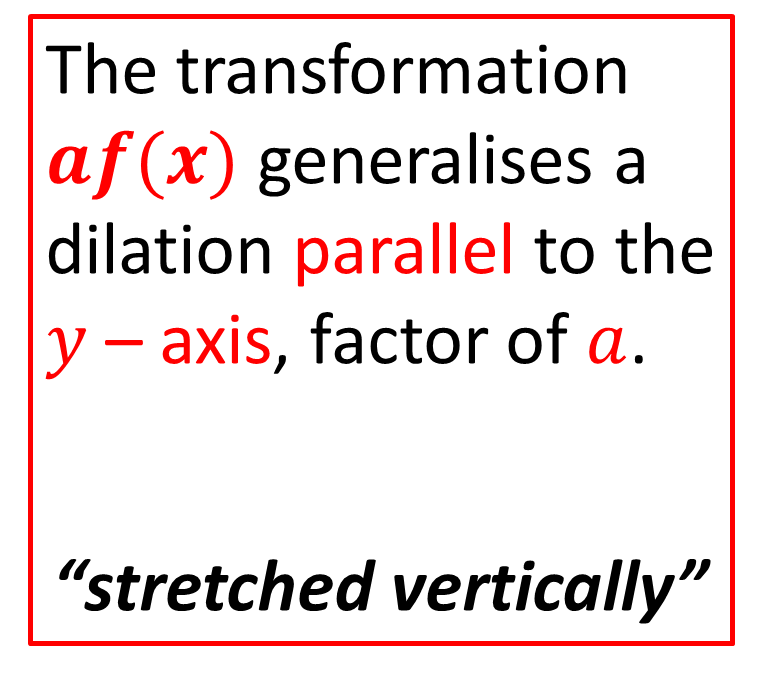 The transformation
af(x) generalises a
dilation parallel to the
y – axis, factor of a.
“stretched vertically”